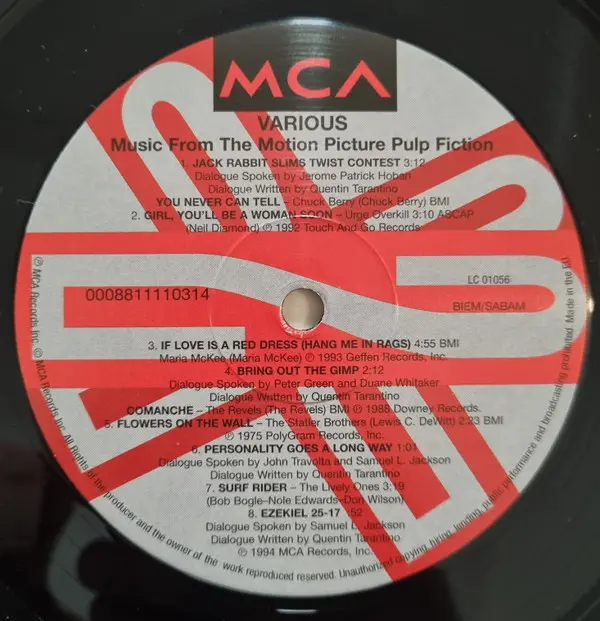 MCA
VARIOUS
Music From The Motion Picture Pulp Fiction
1. JACK RABBIT SLIMS TWIST CONTEST 3:12
Dialogue Spoken by Jerome Patrick Hoban
Dialogue Written by Quentin Tarantino
YOU NEVER CAN TELL – Chuck Berry (Chuck Berry) BMI
2. GIRL, YOU'LL BE A WOMAN SOON – Urge Overkill 3:10 ASCAP
(Neil Diamond) ℗ 1992 Touch And Go Records
LC 01056
0008811110314
BIEM/SABAM
3. IF LOVE IS A RED DRESS (HANG ME IN RAGS) 4:55 BMI
Maria McKee (Maria McKee) ℗ 1993 Geffen Records, Inc.
4. BRING OUT THE GIMP 2:12
Dialogue Spoken by Peter Green and Duane Whitaker
Dialogue Written by Quentin Tarantino
COMANCHE – The Revels (The Revels) BMI ℗ 1988 Downey Records.
5. FLOWERS ON THE WALL – The Statler Brothers (Lewis C. DeWitt) 2:23 BMI
℗ 1975 PolyGram Records, Inc.
6. PERSONALITY GOES A LONG WAY 1:01
Dialogue Spoken by John Travolta and Samuel L. Jackson
Dialogue Written by Quentin Tarantino
7. SURF RIDER – The Lively Ones 3:19
(Bob Bogle–Nole Edwards–Don Wilson)
8. EZEKIEL 25-17 :52
Dialogue Spoken by Samuel L. Jackson
Dialogue Written by Quentin Tarantino
℗ 1994 MCA Records, Inc.
℗ MCA Records Inc. © MCA Records Inc. All Rights of the producer and the owner of the work reproduced reserved. Unauthorized copying, hiring, lending, public performance and broadcasting prohibited. Made in the EU